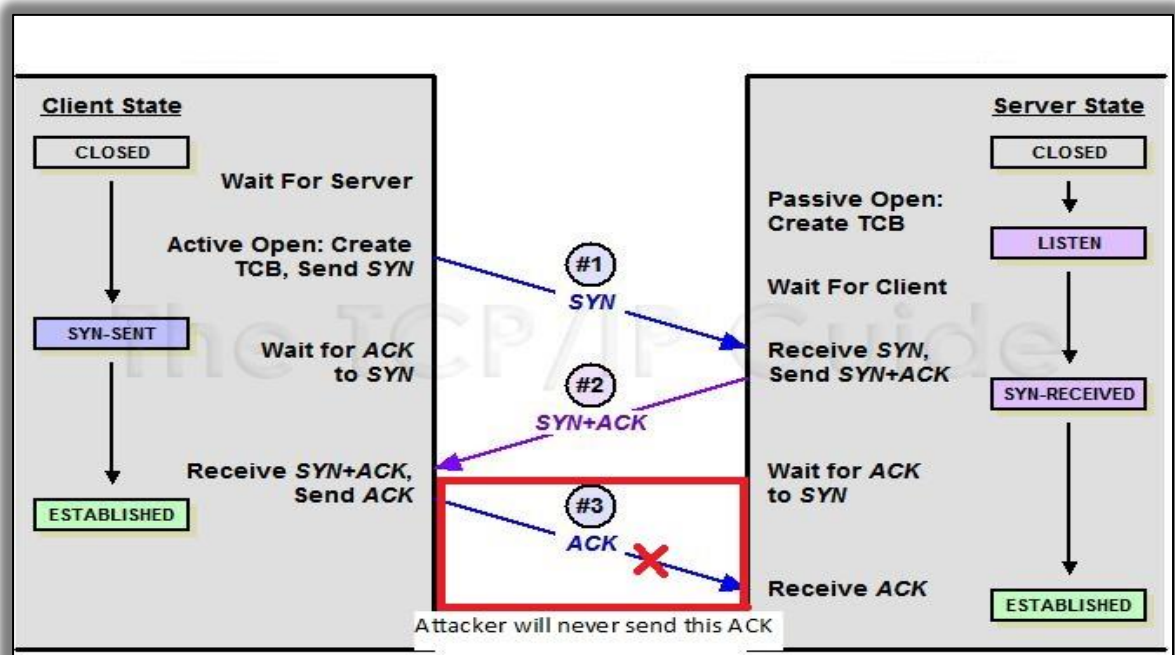 Client State
CLOSED
Wait For Server
Active Open: Create
TCB, Send SYN
SYN-SENT
Wait for ACK
to SYN
Receive SYN+ACK,
Send ACK
ESTABLISHED
#1
SYN
#2
SYN+ACK
#3
ACK
Attacker will never send this ACK
Server State
CLOSED
Passive Open:
Create TCB
LISTEN
Wait For Client
Receive SYN,
Send SYN+ACK
SYN-RECEIVED
Wait for ACK
to SYN
Receive ACK
ESTABLISHED
The TCP/IP Guide